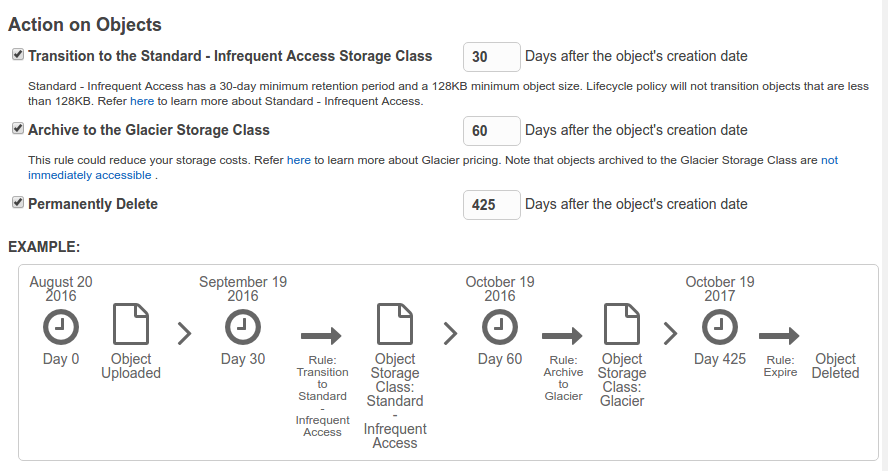 Action on Objects
Transition to the Standard - Infrequent Access Storage Class 30 Days after the object's creation date
Standard - Infrequent Access has a 30-day minimum retention period and a 128KB minimum object size. Lifecycle policy will not transition objects that are less
than 128KB. Refer here to learn more about Standard - Infrequent Access.
Archive to the Glacier Storage Class 60 Days after the object's creation date
This rule could reduce your storage costs. Refer here to learn more about Glacier pricing. Note that objects archived to the Glacier Storage Class are not
immediately accessible .
Permanently Delete 425 Days after the object's creation date
EXAMPLE:
August 20
2016
Day 0
Object
Uploaded
September 19
2016
Day 30
Rule:
Transition
to
Standard
-
Infrequent
Access
Object
Storage
Class:
Standard
-
Infrequent
Access
October 19
2016
Day 60
Rule:
Archive
to
Glacier
Object
Storage
Class:
Glacier
October 19
2017
Day 425
Rule:
Expire
Object
Deleted